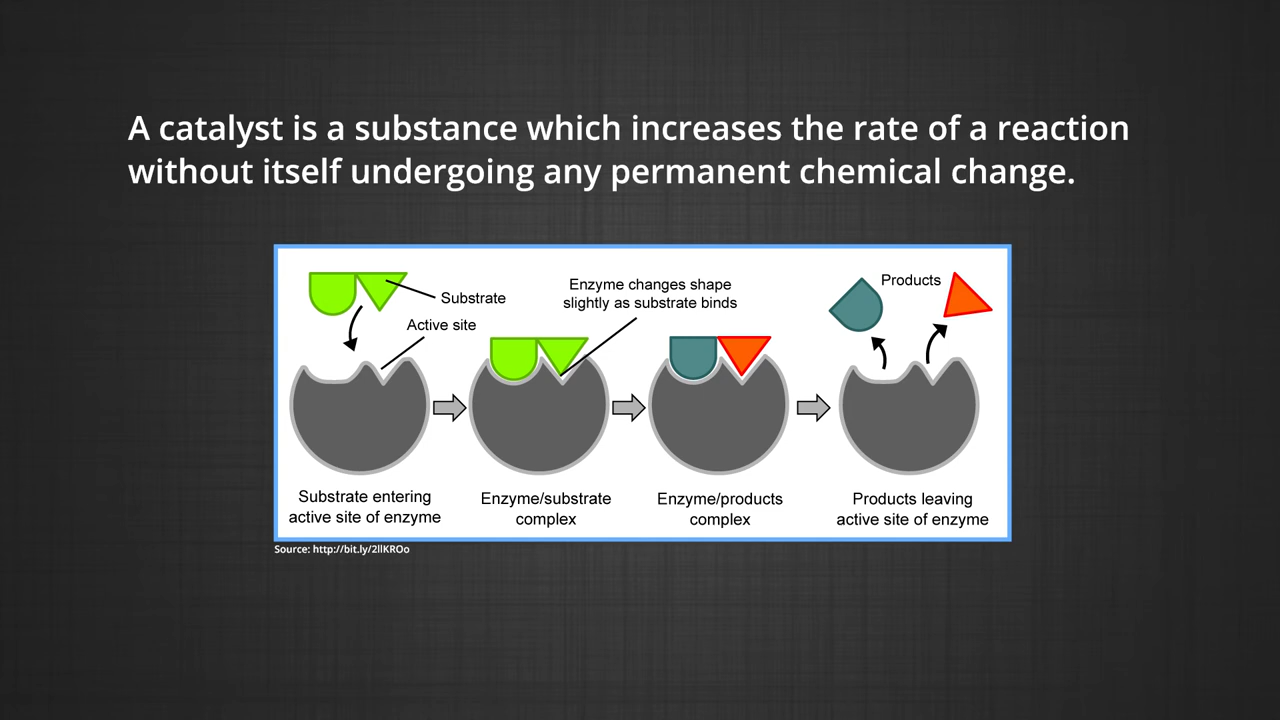 A catalyst is a substance which increases the rate of a reaction
without itself undergoing any permanent chemical change.
Substrate
Active site
Enzyme changes shape
slightly as substrate binds
Products
Substrate entering
active site of enzyme
Enzyme/substrate
complex
Enzyme/products
complex
Products leaving
active site of enzyme
Source: http://bit.ly/2llKROo